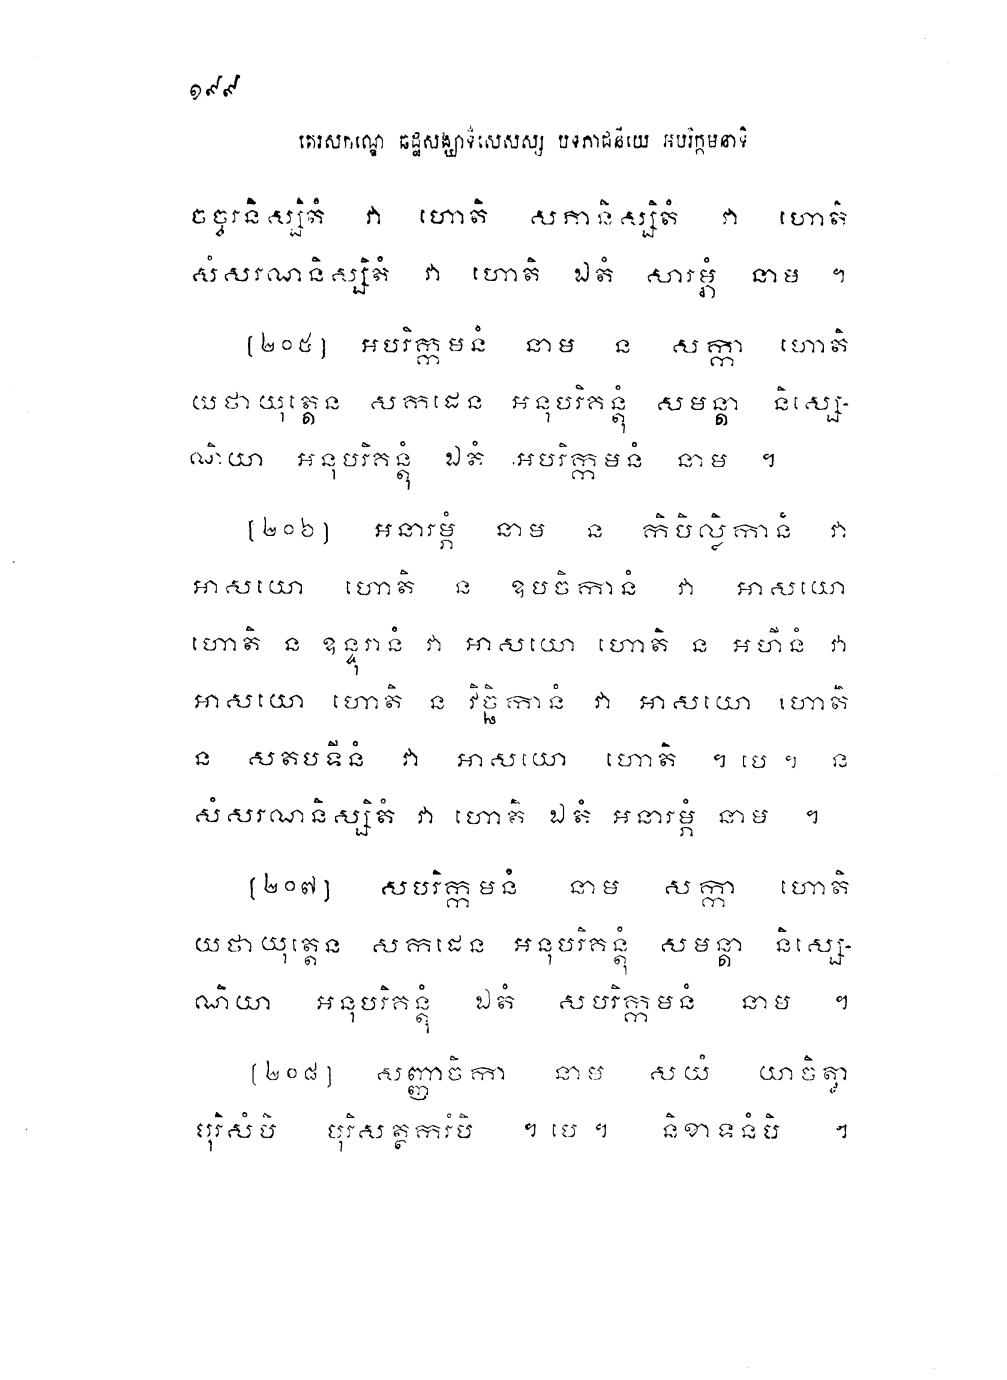 ១៩៩
តេរសកណ្ឌេ ឆដ្ឋសង្ឃាទិសេសស្ស បទភាជនីយេ អបរិក្កមនាទិ
ចច្ចរនិស្សិតំ វា ហោតិ សភានិស្សិតំ វា ហោតិ
សំសរណនិស្សិតំ វា ហោតិ ឯតំ សារម្ភំ នាម ។
[២០៥] អបរិក្កមនំ នាម ន សក្កា ហោតិ
យថាយុត្តេន សកដេន អនុបរិគន្តុំ សមន្តា និស្សេ-
ណិយា អនុបរិគន្តុំ ឯតំ អបរិក្កមនំ នាម ។
[២០៦] អនារម្ភំ នាម ន កិបិល្លិកានំ វា
អាសយោ ហោតិ ន ឧបចិកានំ វា អាសយោ
ហោតិ ន ឧន្ទុរានំ វា អាសយោ ហោតិ ន អហីនំ វា
អាសយោ ហោតិ ន វិច្ឆិកានំ វា អាសយោ ហោតិ
ន សតបទីនំ វា អាសយោ ហោតិ ។ បេ ។ ន
សំសរណនិស្សិតំ វា ហោតិ ឯតំ អនារម្ភំ នាម ។
[២០៧] សបរិក្កមនំ នាម សក្កា ហោតិ
យថាយុត្តេន សកដេន អនុបរិគន្តុំ សមន្តា និស្សេ-
ណិយា អនុបរិគន្តុំ ឯតំ សបរិក្កមនំ នាម ។
[២០៨] សញ្ញាចិកា នាម សយំ យាចិត្វា
បុរិសំបិ បុរិសត្តករំបិ ។ បេ ។ និខាទនំបិ ។